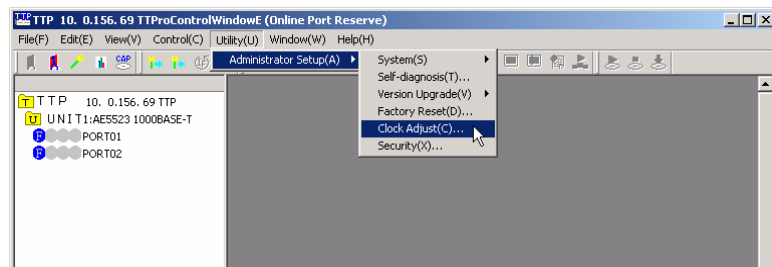 TTP 10. 0.156. 69 TTProControlWindowE (Online Port Reserve)
File(F) Edit(E) View(V) Control(C) Utility(U) Window(W) Help(H)
CAP
Administrator Setup(A)
System(S)
Self-diagnosis(T)...
Version Upgrade(V)
Factory Reset(D)...
Clock Adjust(C)...
Security(X)...
T TTP 10. 0.156. 69 TTP
U UNIT1:AE5523 1000BASE-T
F PORT01
F PORT02